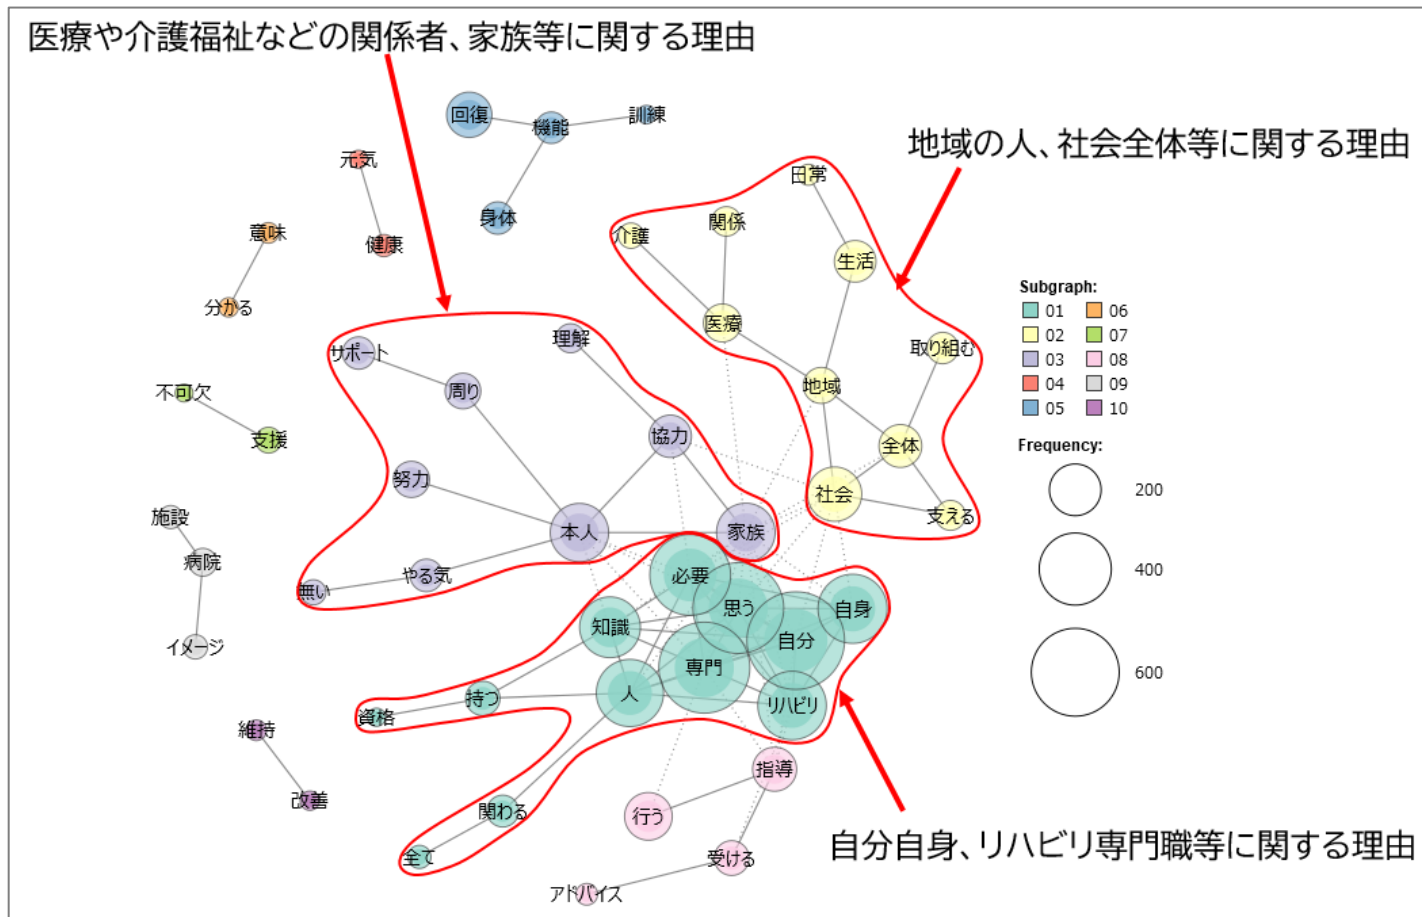 医療や介護福祉などの関係者、家族等に関する理由
回復
機能
訓練
地域の人、社会全体等に関する理由
元気
日常
身体
関係
意味
介護
健康
生活
Subgraph:
01 06
02 07
03 08
04 09
05 10
分かる
医療
理解
取り組む
サポート
周り
地域
不可欠
支援
協力
全体
Frequency:
200
400
600
努力
社会
施設
支える
本人
家族
病院
やる気
必要
無い
思う
自身
知識
自分
イメージ
専門
人
持つ
リハビリ
資格
維持
指導
改善
関わる
行う
自分自身、リハビリ専門職等に関する理由
全て
受ける
アドバイス